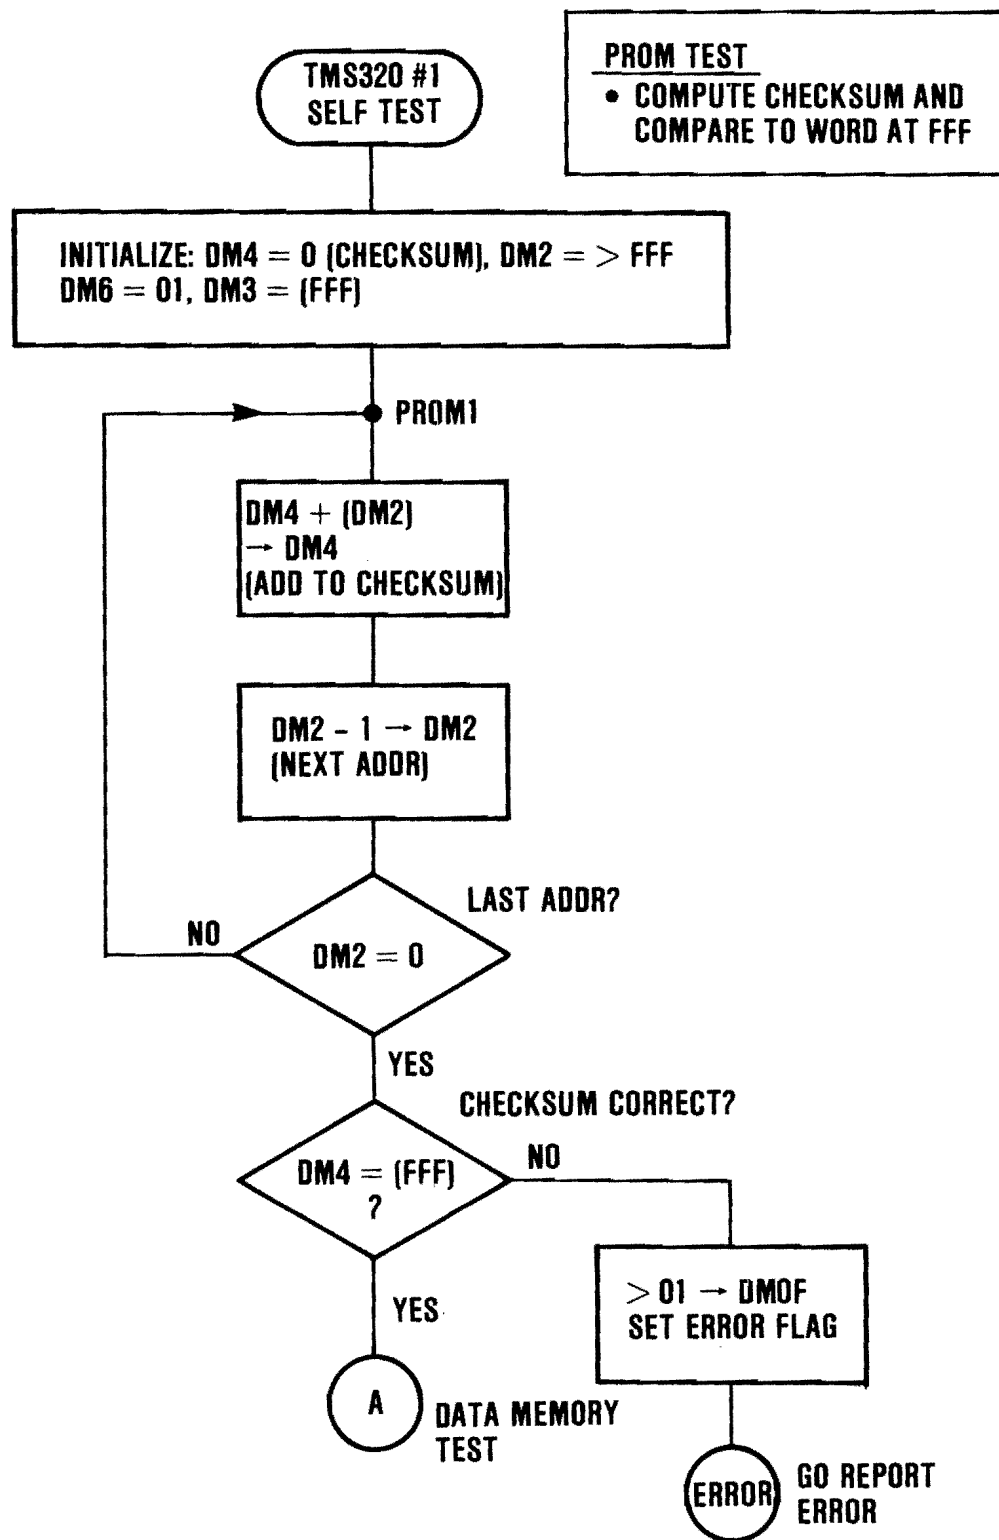 TMS320 #1
SELF TEST
PROM TEST
• COMPUTE CHECKSUM AND
COMPARE TO WORD AT FFF
INITIALIZE: DM4 = 0 (CHECKSUM), DM2 = > FFF
DM6 = 01, DM3 = (FFF)
PROM1
DM4 + (DM2)
→ DM4
(ADD TO CHECKSUM)
DM2 - 1 → DM2
(NEXT ADDR)
LAST ADDR?
NO
DM2 = 0
YES
CHECKSUM CORRECT?
DM4 = (FFF)
?
NO
> 01 → DM0F
SET ERROR FLAG
YES
A
DATA MEMORY
TEST
ERROR
GO REPORT
ERROR